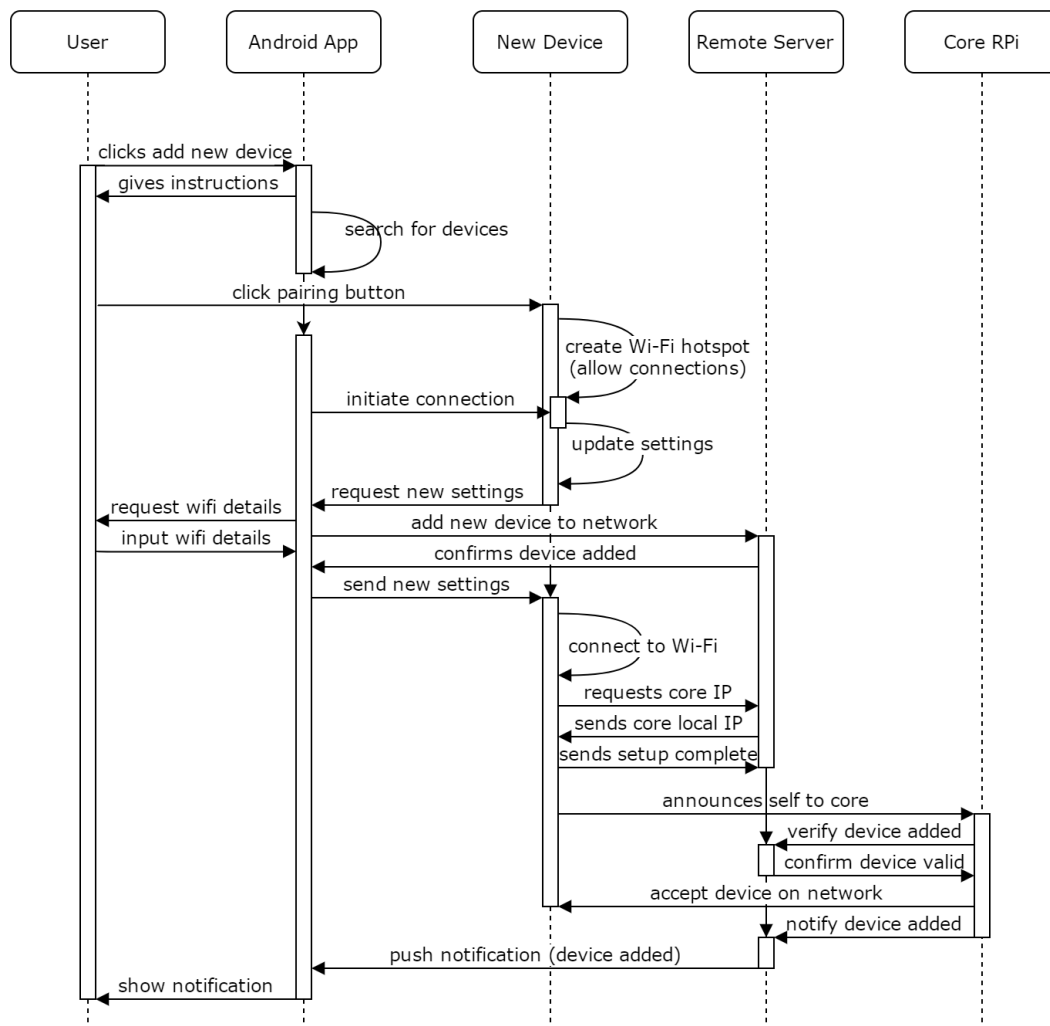 User
Android App
New Device
Remote Server
Core RPi
clicks add new device
gives instructions
search for devices
click pairing button
create Wi-Fi hotspot
(allow connections)
initiate connection
update settings
request new settings
request wifi details
add new device to network
input wifi details
confirms device added
send new settings
connect to Wi-Fi
requests core IP
sends core local IP
sends setup complete
announces self to core
verify device added
confirm device valid
accept device on network
notify device added
push notification (device added)
show notification